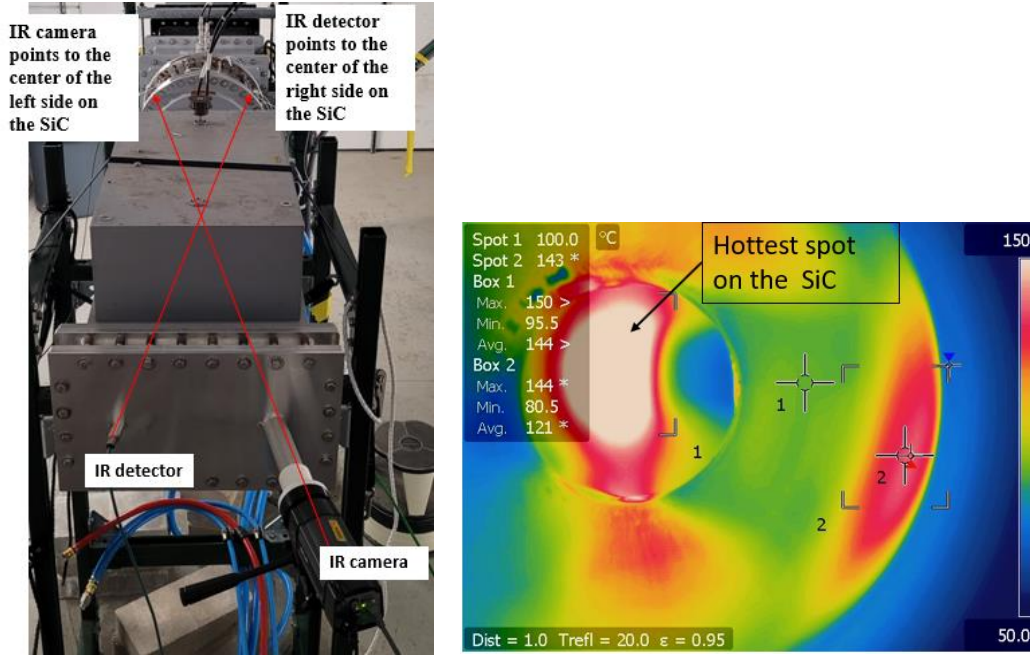 IR camera
points to the
center of the
left side on
the SiC
IR detector
points to the
center of the
right side on
the SiC
IR detector
IR camera
Spot 1 100.0 °C
Spot 2 143 *
Box 1
Max. 150 >
Min. 95.5
Avg. 144 >
Box 2
Max. 144 *
Min. 80.5
Avg. 121 *
Hottest spot
on the SiC
150
1
1
2
2
Dist = 1.0 Trefl = 20.0 ε = 0.95
50.0